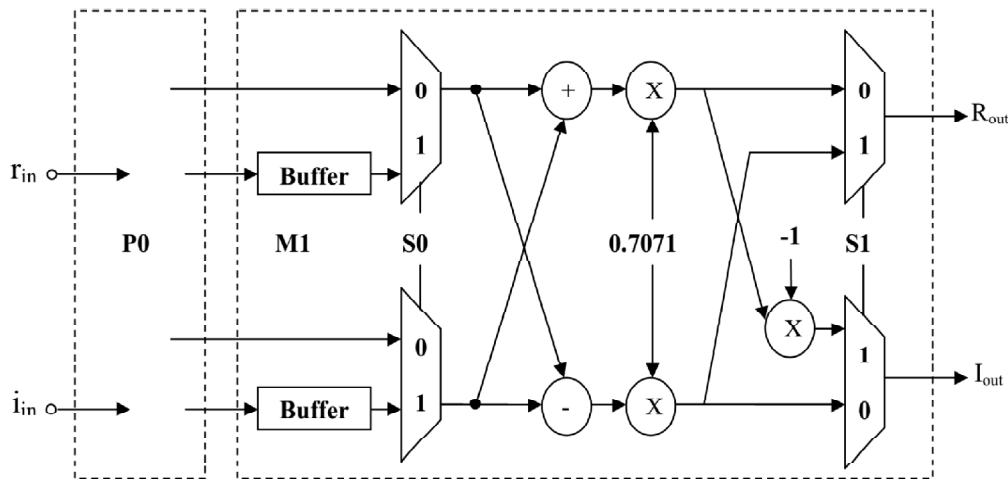 0
+
X
0
R_out
1
1
r_in
Buffer
P0
M1
S0
0.7071
-1
S1
X
0
1
i_in
Buffer
1
-
X
0
I_out